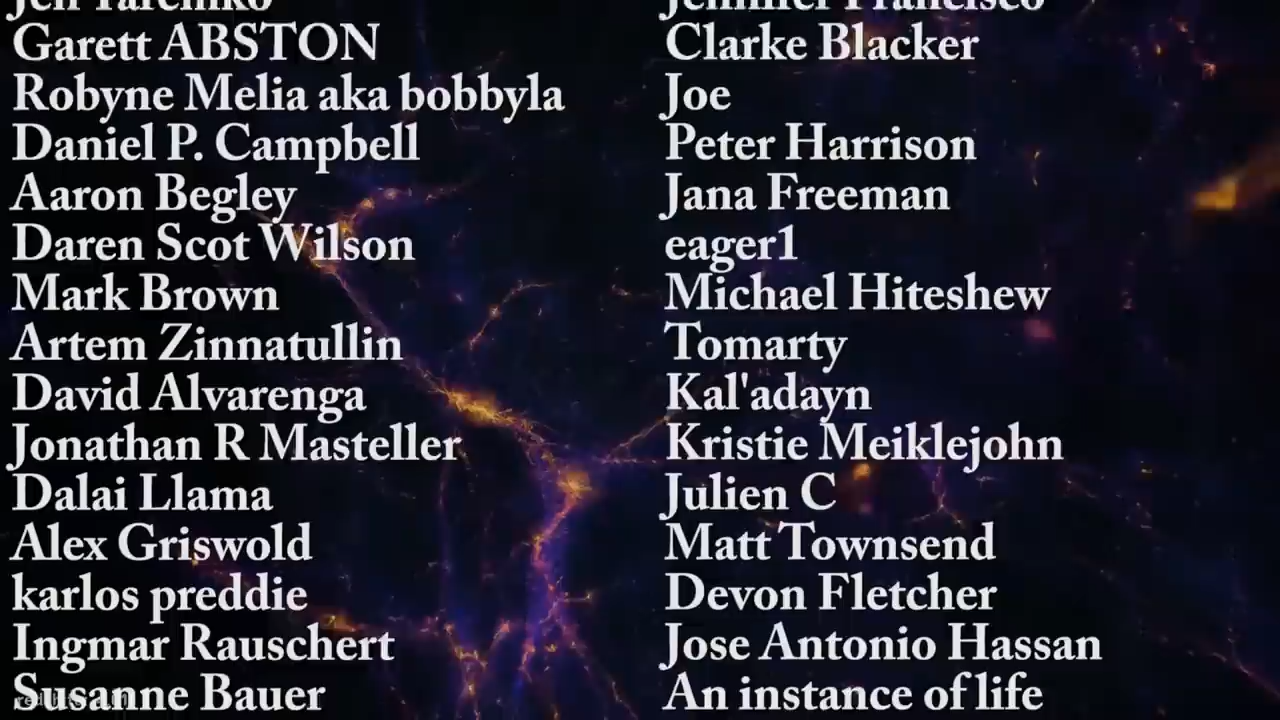 Garett ABSTON
Robyne Melia aka bobbyla
Daniel P. Campbell
Aaron Begley
Daren Scot Wilson
Mark Brown
Artem Zinnatullin
David Alvarenga
Jonathan R Masteller
Dalai Llama
Alex Griswold
karlos preddie
Ingmar Rauschert
Susanne Bauer
Jennifer Francisco
Clarke Blacker
Joe
Peter Harrison
Jana Freeman
eager1
Michael Hiteshew
Tomarty
Kal'adayn
Kristie Meiklejohn
Julien C
Matt Townsend
Devon Fletcher
Jose Antonio Hassan
An instance of life